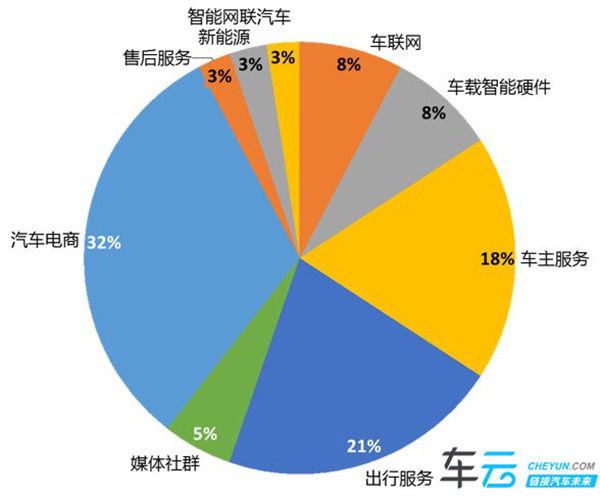 智能网联汽车
3%
新能源
3%
售后服务
3%
车联网
8%
车载智能硬件
8%
车主服务
18%
出行服务
21%
媒体社群
5%
汽车电商
32%
车云
CHEYUN.COM
链接汽车未来